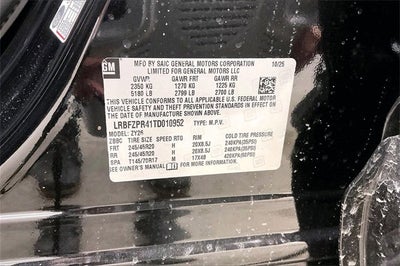 GM
MFD BY SAIC GENERAL MOTORS CORPORATION 10/25
LIMITED FOR GENERAL MOTORS LLC
GVWR GAWR FRT GAWR RR
2350 KG 1270 KG 1225 KG
5180 LB 2799 LB 2700 LB
THIS VEHICLE CONFORMS TO ALL APPLICABLE U.S. FEDERAL MOTOR
VEHICLE SAFETY AND THEFT PREVENTION STANDARDS IN EFFECT ON
THE DATE OF MANUFACTURE SHOWN ABOVE.
LRBFZPR41TD010952 TYPE: M.P.V.
MODEL: ZY26
ZBBC TIRE SIZE SPEED RTG RIM COLD TIRE PRESSURE
FRT 245/45R20 H 20X8.5J 240KPA(35PSI)
RR 245/45R20 H 20X8.5J 240KPA(35PSI)
SPA T145/70R17 M 17X4B 420KPA(60PSI)
SEE OWNER'S MANUAL FOR MORE INFORMATION